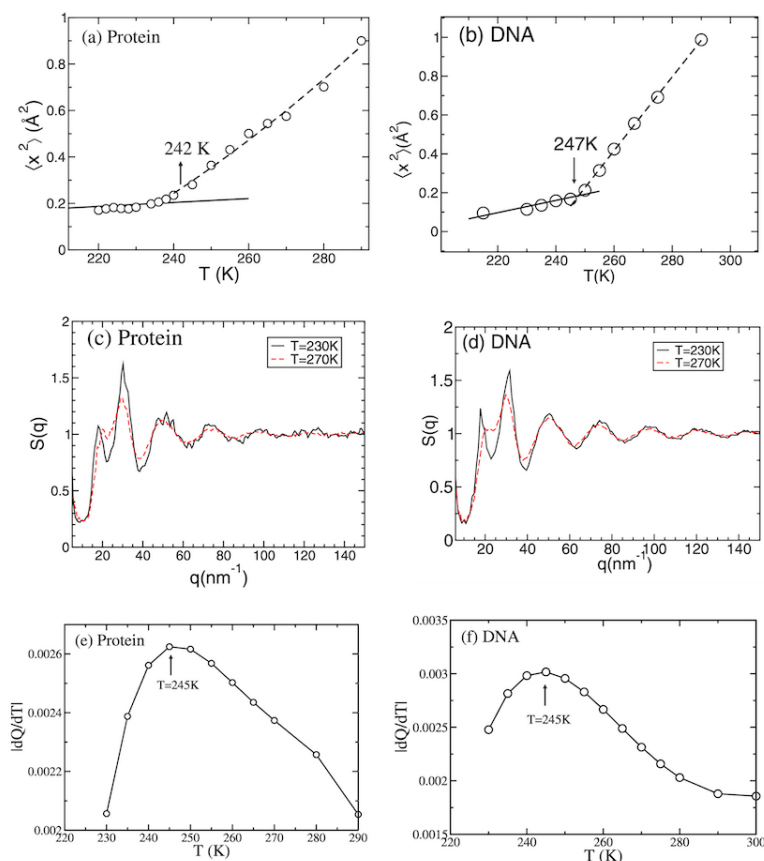 (a) Protein
⟨x²⟩ (Å²)
1
0.8
0.6
0.4
0.2
0
242 K
220 240 260 280
T (K)
(b) DNA
⟨x²⟩(Å²)
1
0.8
0.6
0.4
0.2
0
247K
220 240 260 280 300
T(K)
(c) Protein
T=230K
T=270K
S(q)
2
1.5
1
0.5
0
20 40 60 80 100 120 140
q(nm⁻¹)
(d) DNA
T=230K
T=270K
S(q)
2
1.5
1
0.5
0
20 40 60 80 100 120 140
q(nm⁻¹)
(e) Protein
|dQ/dT|
0.0026
0.0024
0.0022
0.002
T=245K
220 230 240 250 260 270 280 290
T (K)
(f) DNA
|dQ/dT|
0.0035
0.003
0.0025
0.002
0.0015
T=245K
220 230 240 250 260 270 280 290 300
T (K)